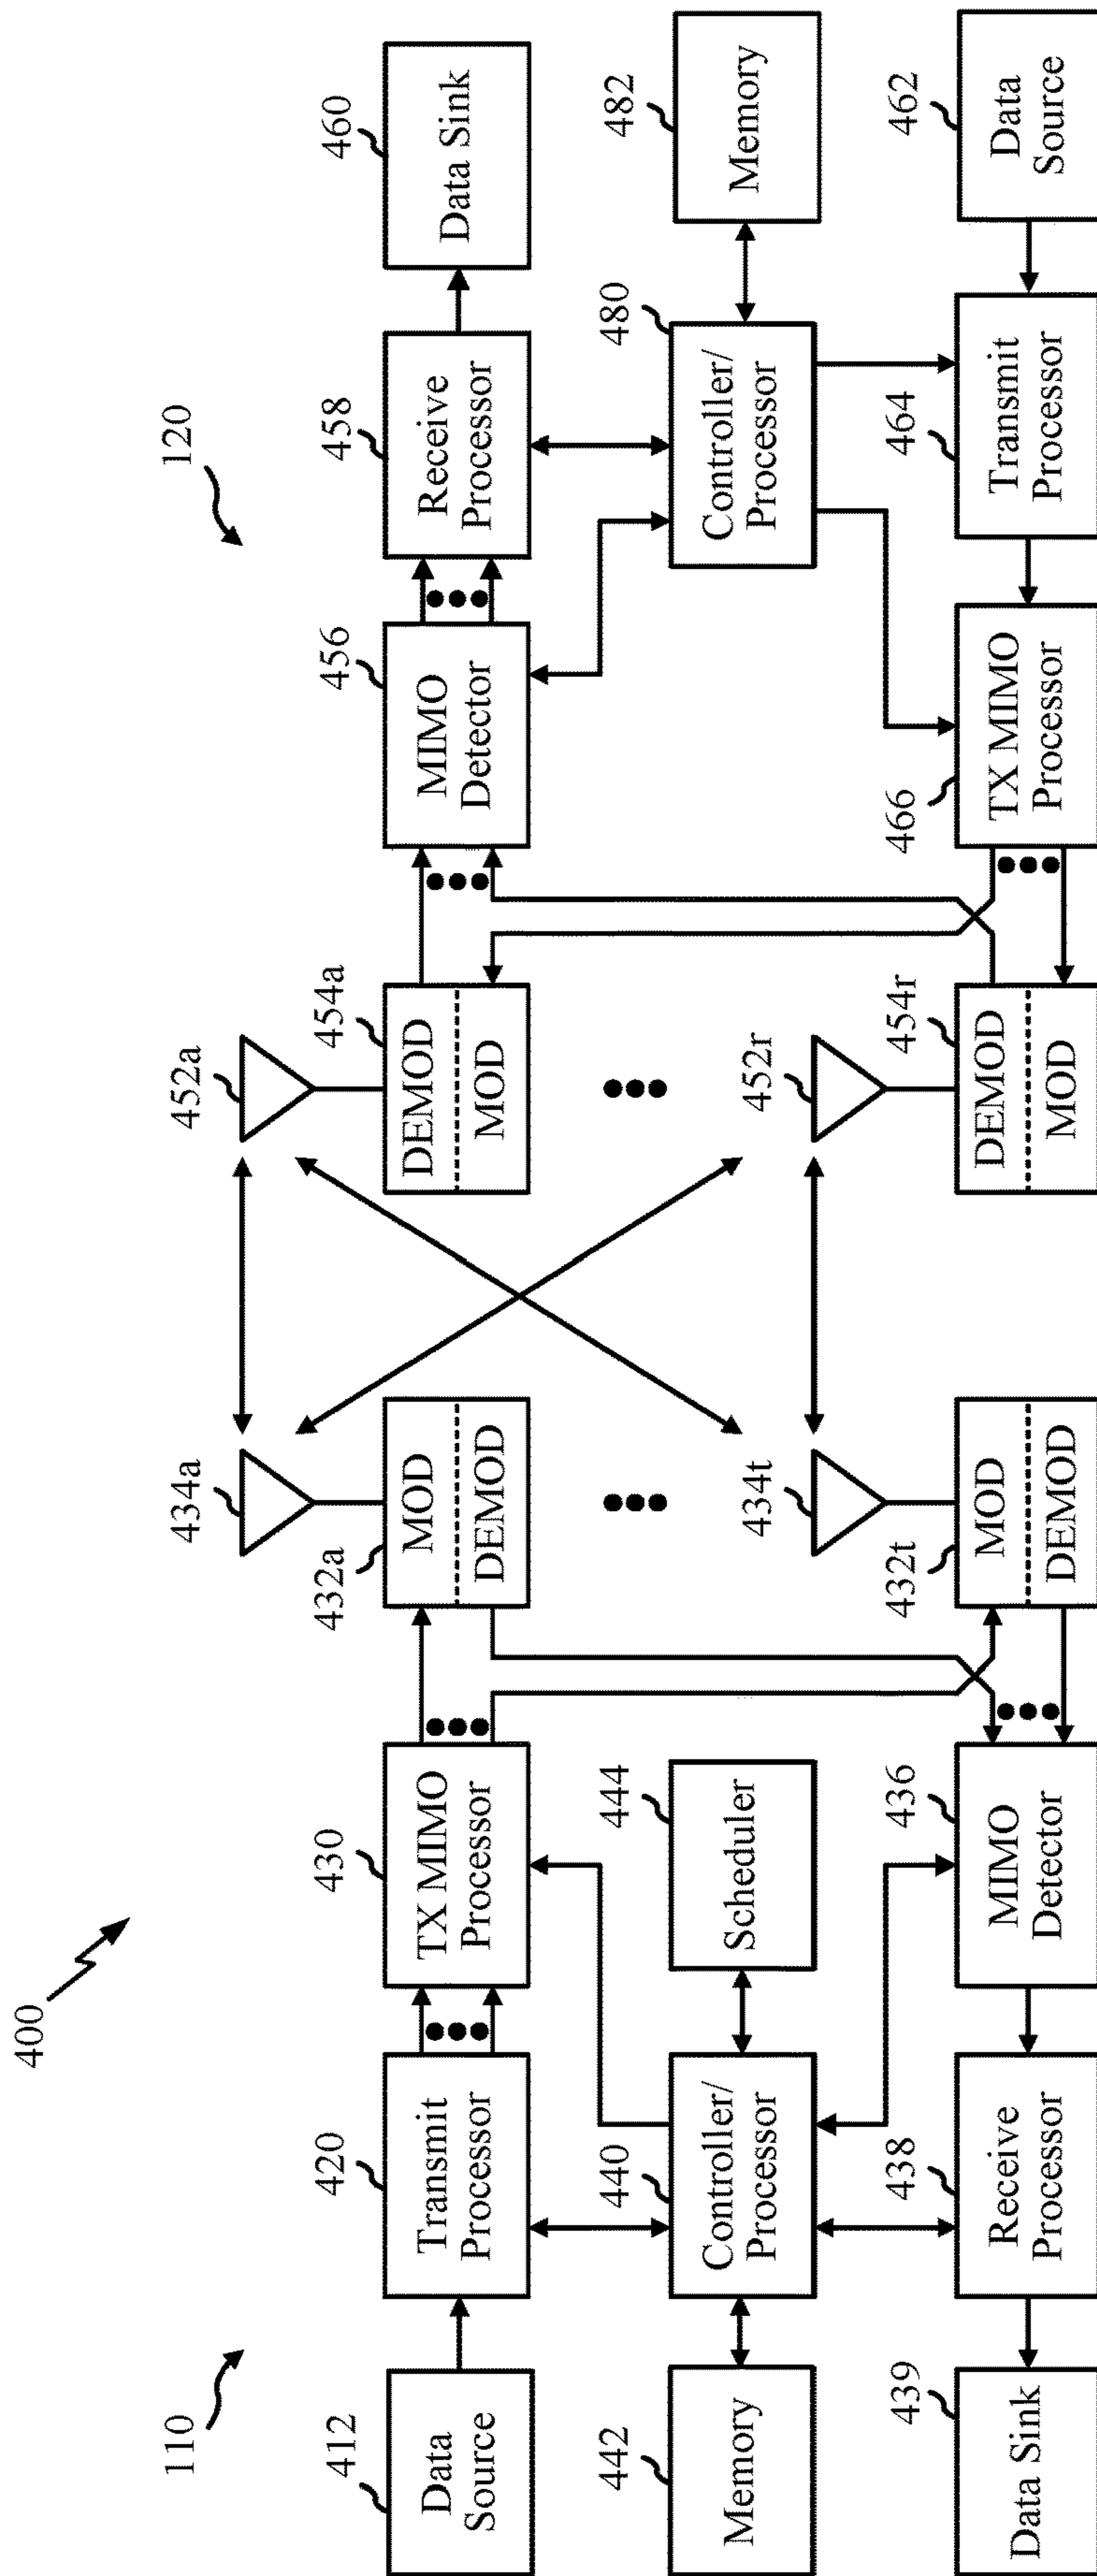 400
110
120
412
Data
Source
420
Transmit
Processor
430
TX MIMO
Processor
432a
MOD
DEMOD
434a
452a
454a
DEMOD
MOD
456
MIMO
Detector
458
Receive
Processor
460
Data Sink
442
Memory
440
Controller/
Processor
444
Scheduler
434t
452r
480
Controller/
Processor
482
Memory
439
Data Sink
438
Receive
Processor
436
MIMO
Detector
432t
MOD
DEMOD
454r
DEMOD
MOD
466
TX MIMO
Processor
464
Transmit
Processor
462
Data
Source